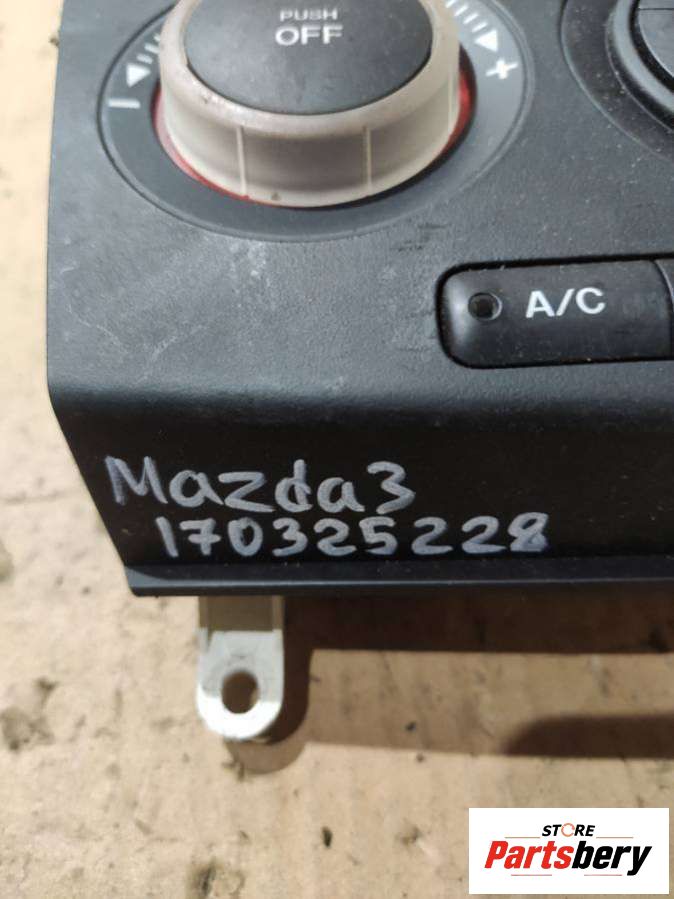 PUSH
OFF
A/C
Mazda3
170325228
STORE
Partsbery